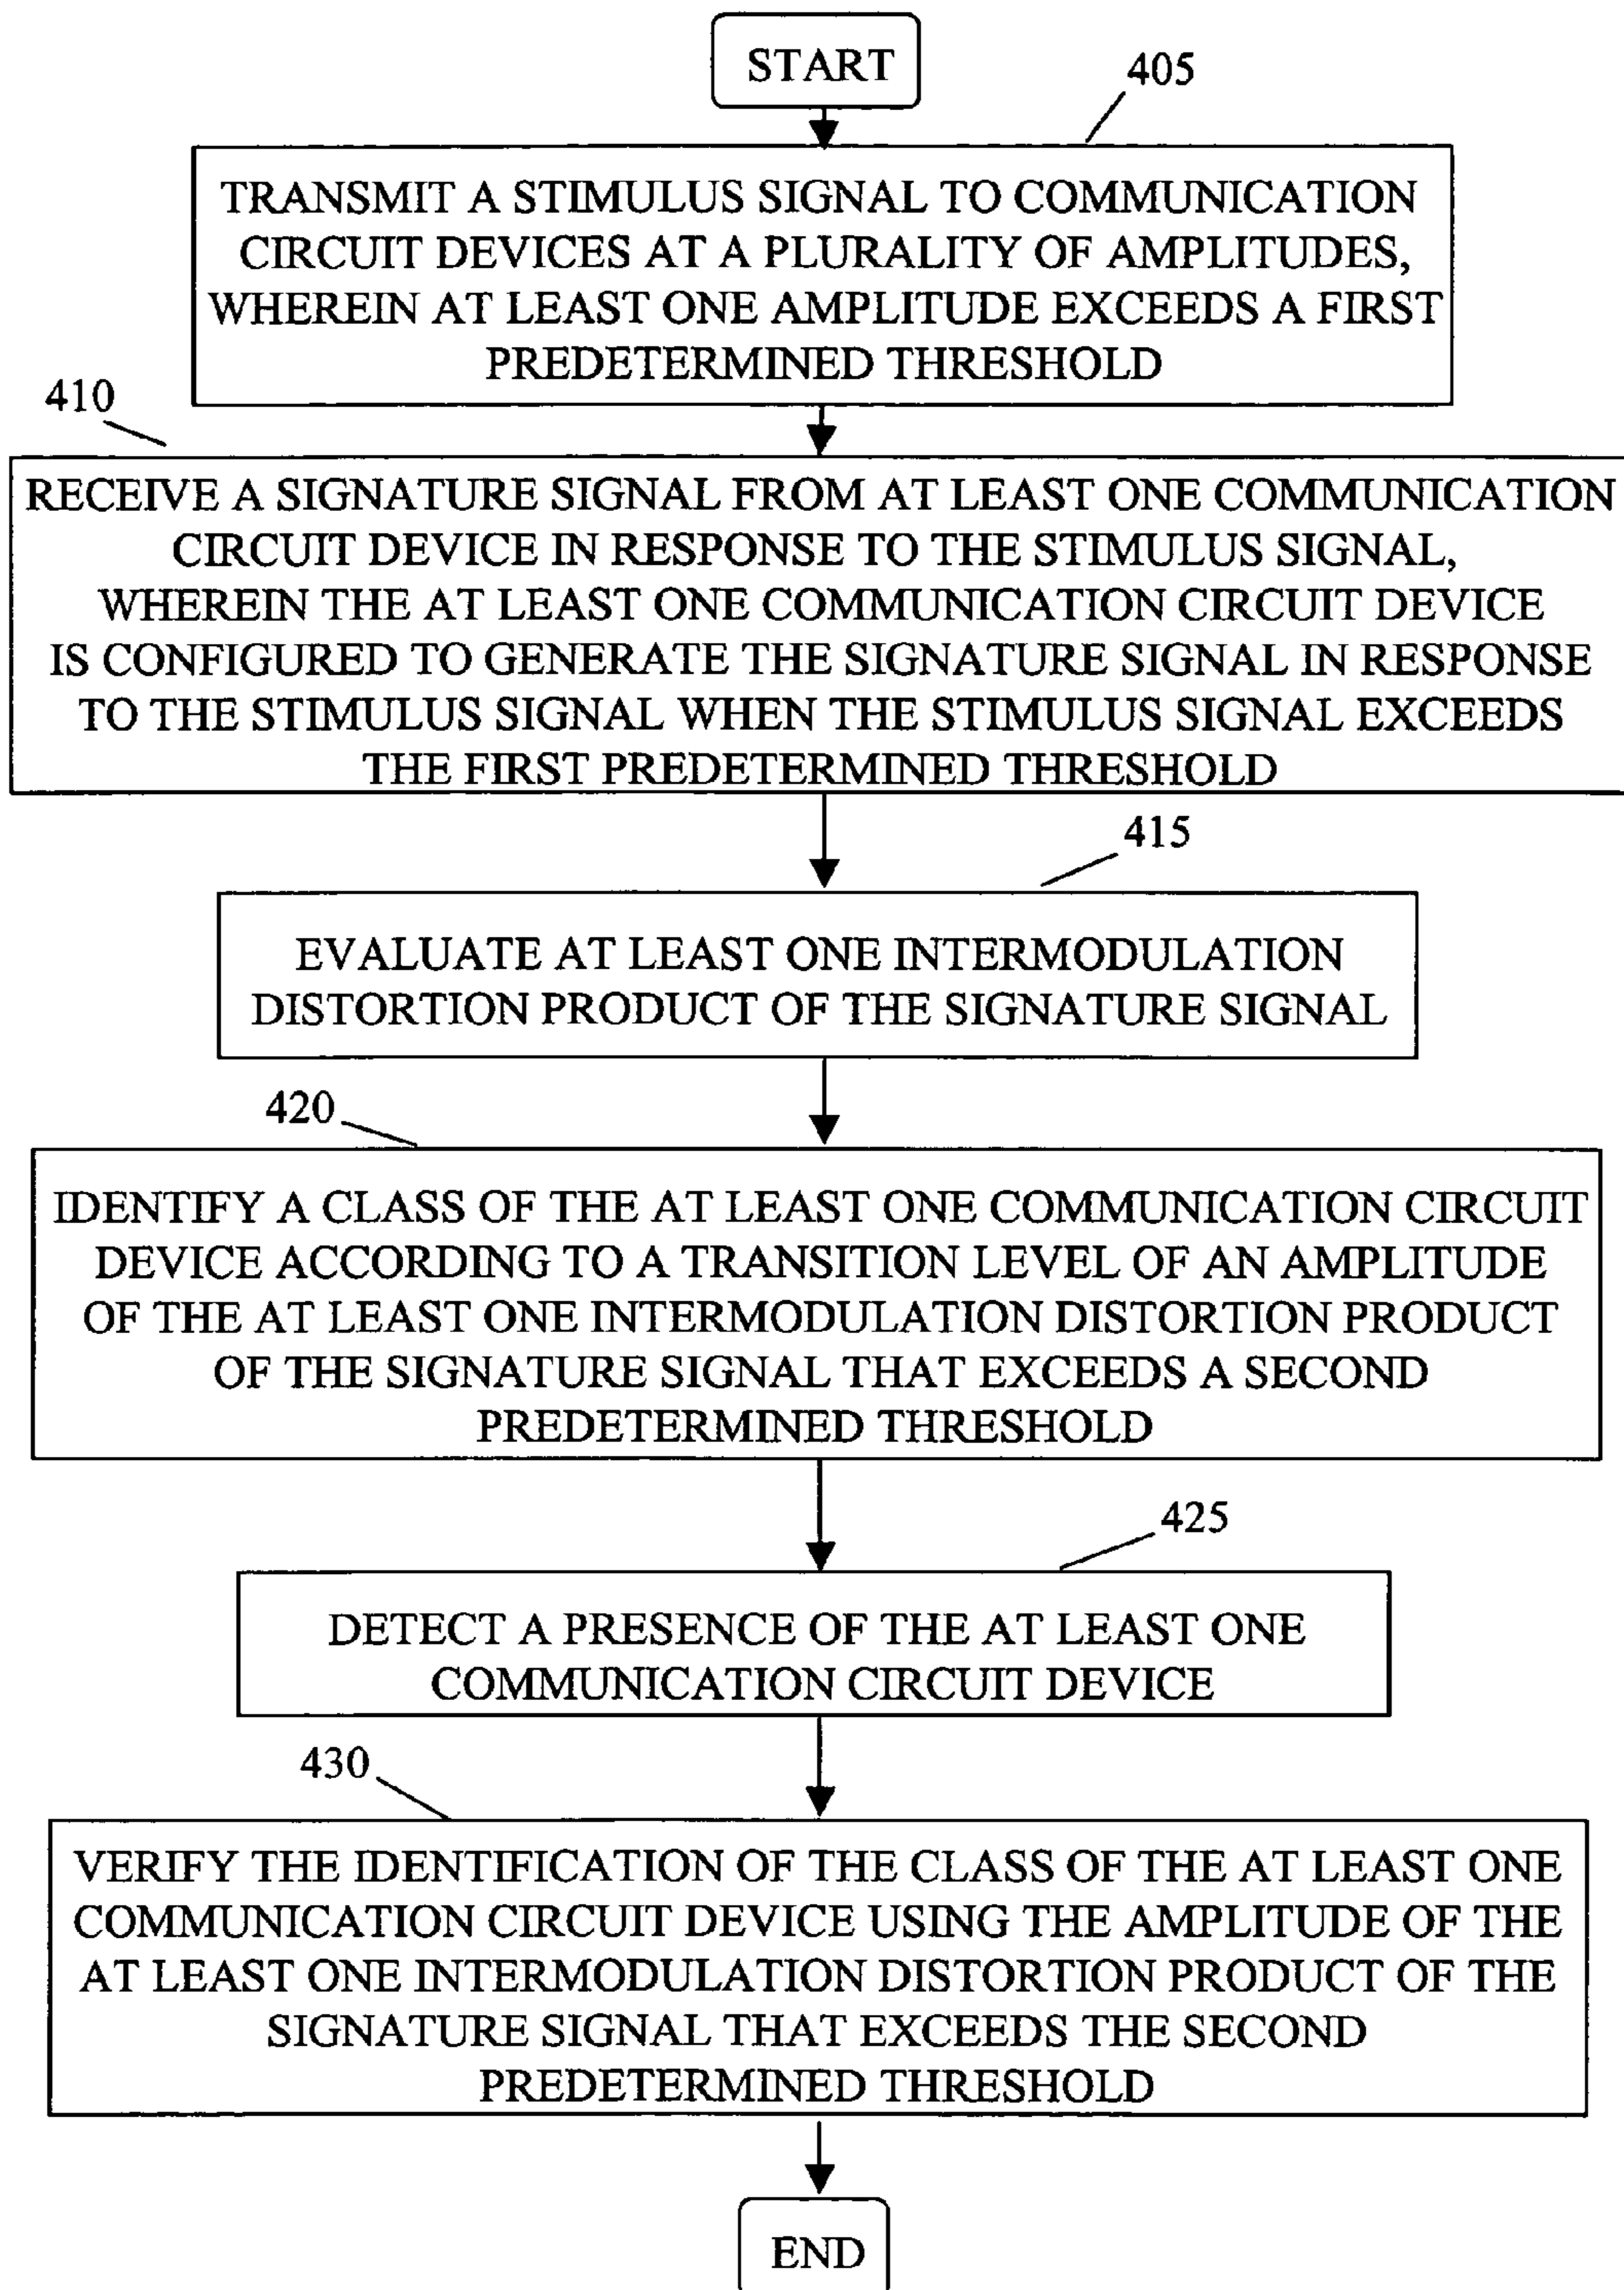 START
405
TRANSMIT A STIMULUS SIGNAL TO COMMUNICATION
CIRCUIT DEVICES AT A PLURALITY OF AMPLITUDES,
WHEREIN AT LEAST ONE AMPLITUDE EXCEEDS A FIRST
PREDETERMINED THRESHOLD
410
RECEIVE A SIGNATURE SIGNAL FROM AT LEAST ONE COMMUNICATION
CIRCUIT DEVICE IN RESPONSE TO THE STIMULUS SIGNAL,
WHEREIN THE AT LEAST ONE COMMUNICATION CIRCUIT DEVICE
IS CONFIGURED TO GENERATE THE SIGNATURE SIGNAL IN RESPONSE
TO THE STIMULUS SIGNAL WHEN THE STIMULUS SIGNAL EXCEEDS
THE FIRST PREDETERMINED THRESHOLD
415
EVALUATE AT LEAST ONE INTERMODULATION
DISTORTION PRODUCT OF THE SIGNATURE SIGNAL
420
IDENTIFY A CLASS OF THE AT LEAST ONE COMMUNICATION CIRCUIT
DEVICE ACCORDING TO A TRANSITION LEVEL OF AN AMPLITUDE
OF THE AT LEAST ONE INTERMODULATION DISTORTION PRODUCT
OF THE SIGNATURE SIGNAL THAT EXCEEDS A SECOND
PREDETERMINED THRESHOLD
425
DETECT A PRESENCE OF THE AT LEAST ONE
COMMUNICATION CIRCUIT DEVICE
430
VERIFY THE IDENTIFICATION OF THE CLASS OF THE AT LEAST ONE
COMMUNICATION CIRCUIT DEVICE USING THE AMPLITUDE OF THE
AT LEAST ONE INTERMODULATION DISTORTION PRODUCT OF THE
SIGNATURE SIGNAL THAT EXCEEDS THE SECOND
PREDETERMINED THRESHOLD
END